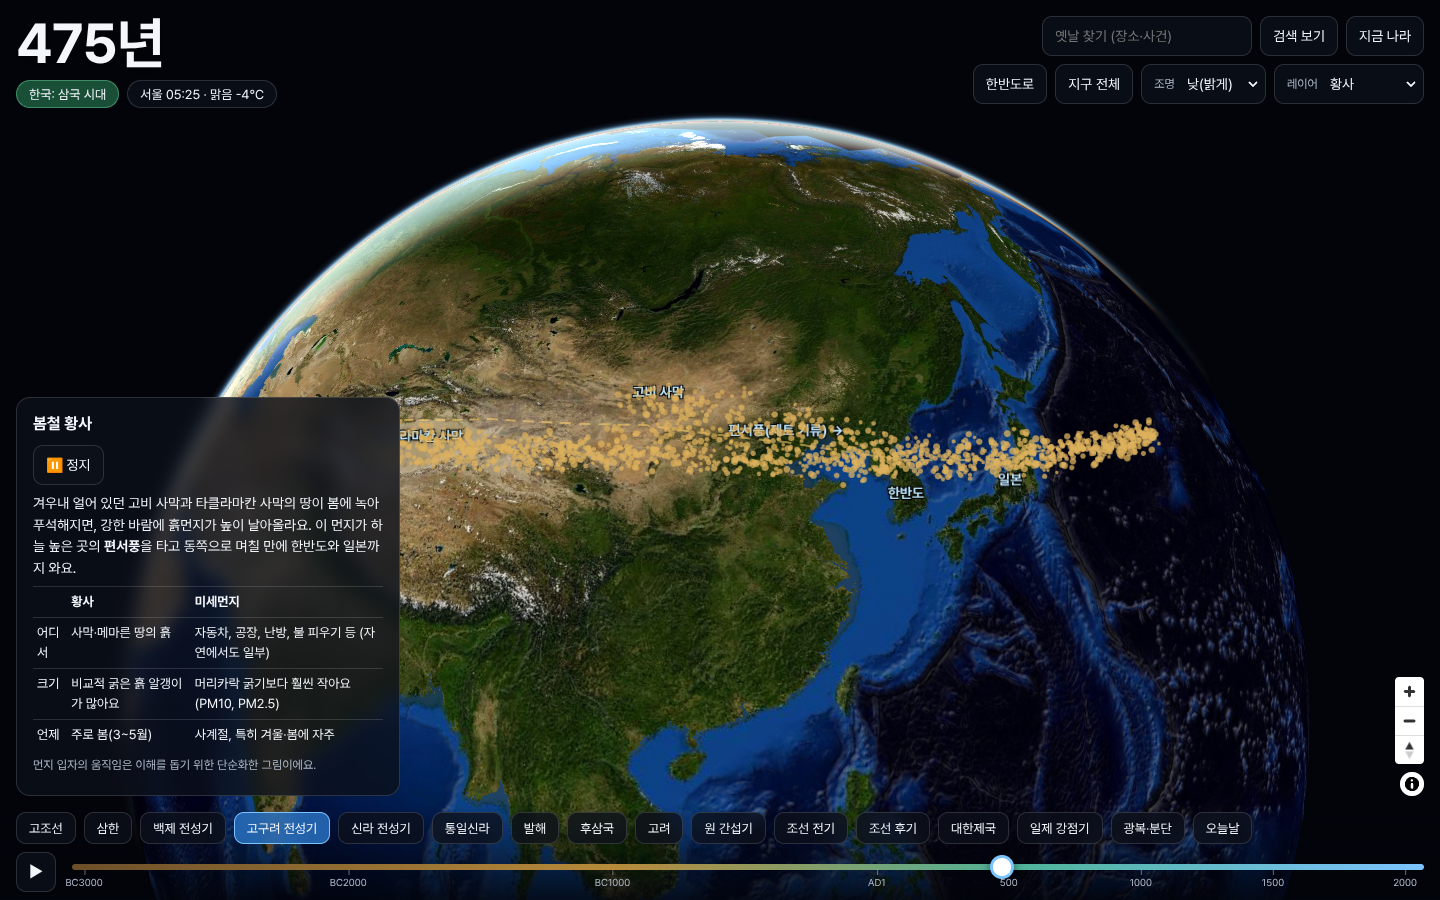 475년
한국: 삼국 시대
서울 05:25 · 맑음 -4°C
옛날 찾기 (장소·사건)
검색 보기
지금 나라
한반도로
지구 전체
조명 낮(밝게)
레이어 황사
고비 사막
라마칸 사막
편서풍(제트 기류) →
한반도
일본
봄철 황사
정지
겨우내 얼어 있던 고비 사막과 타클라마칸 사막의 땅이 봄에 녹아
푸석해지면, 강한 바람에 흙먼지가 높이 날아올라요. 이 먼지가 하
늘 높은 곳의 편서풍을 타고 동쪽으로 며칠 만에 한반도와 일본까
지 와요.
황사 미세먼지
어디 사막·메마른 땅의 흙 자동차, 공장, 난방, 불 피우기 등 (자
서 연에서도 일부)
크기 비교적 굵은 흙 알갱이 머리카락 굵기보다 훨씬 작아요
가 많아요 (PM10, PM2.5)
언제 주로 봄(3~5월) 사계절, 특히 겨울·봄에 자주
먼지 입자의 움직임은 이해를 돕기 위한 단순화한 그림이에요.
고조선 삼한 백제 전성기 고구려 전성기 신라 전성기 통일신라 발해 후삼국 고려 원 간섭기 조선 전기 조선 후기 대한제국 일제 강점기 광복·분단 오늘날
BC3000 BC2000 BC1000 AD1 500 1000 1500 2000